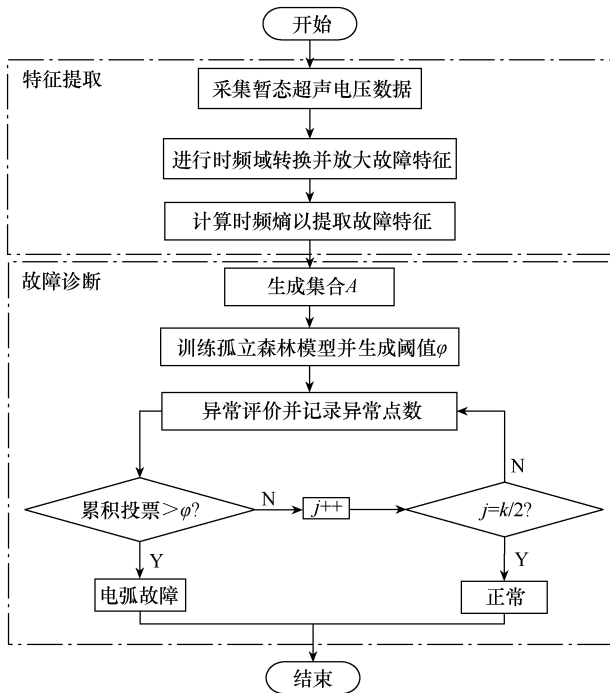 开始
特征提取
采集暂态超声电压数据
进行时频域转换并放大故障特征
计算时频熵以提取故障特征
故障诊断
生成集合A
训练孤立森林模型并生成阈值φ
异常评价并记录异常点数
累积投票＞φ?
N
j++
j=k/2?
N
Y
Y
电弧故障
正常
结束